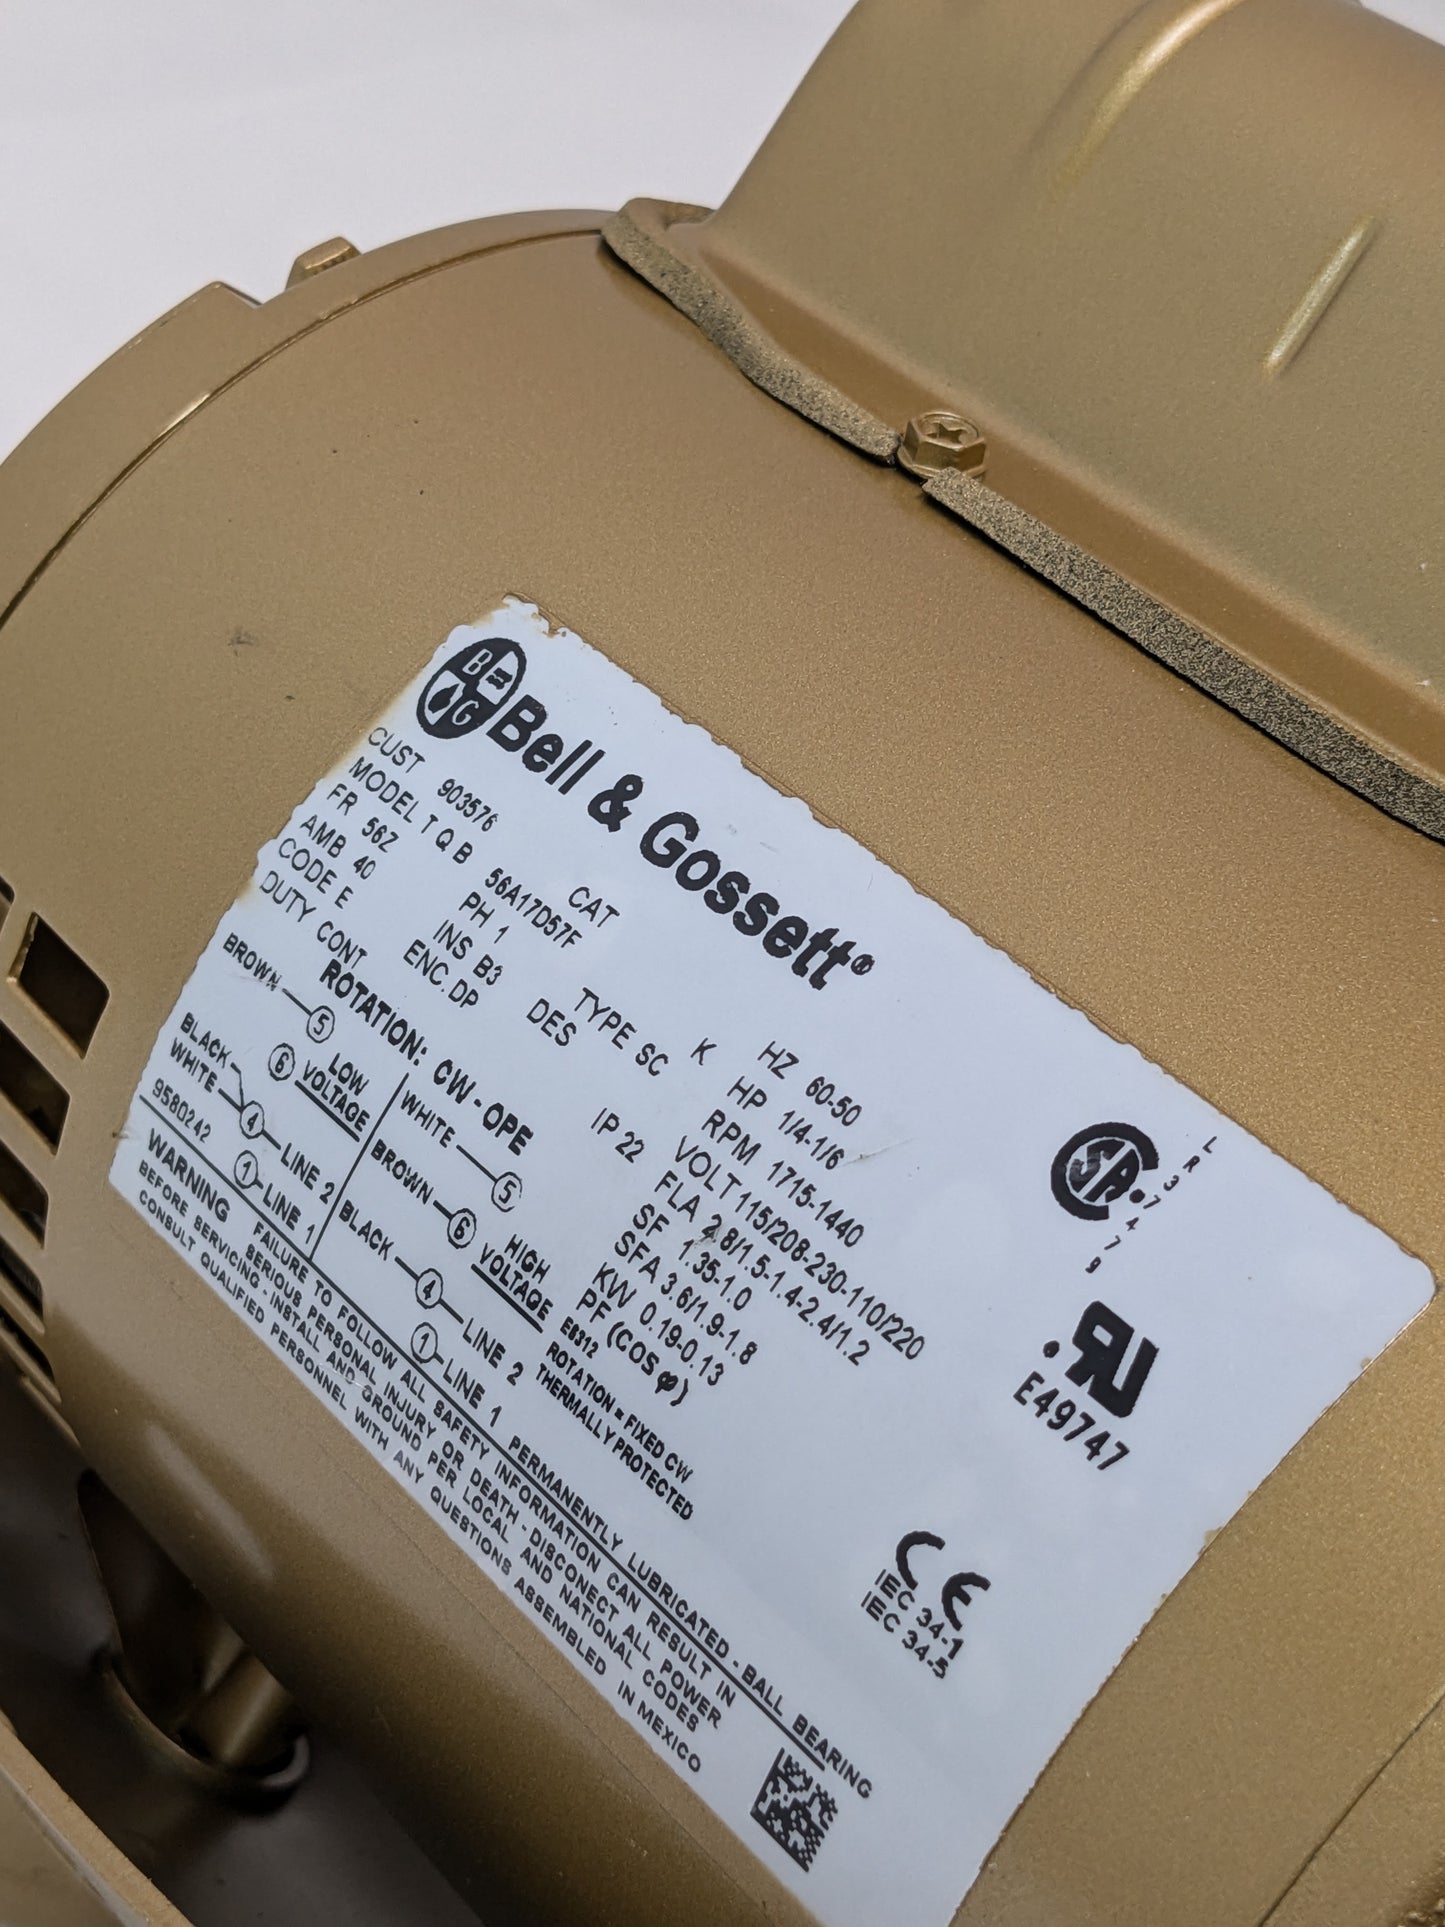 B G
Bell & Gossett®
CUST 903576 CAT
MODEL T Q B 56A17D57F
FR 56Z PH 1 TYPE SC K HZ 60-50
AMB 40 INS B3 HP 1/4-1/6
CODE E ENC.DP DES RPM 1715-1440
DUTY CONT IP 22 VOLT 115/208-230-110/220
ROTATION: CW - OPE
FLA 2.8/1.5-1.4-2.4/1.2
SF 1.35-1.0
SFA 3.6/1.9-1.8
KW 0.19-0.13
PF (COS φ)
E8312
ROTATION = FIXED CW
THERMALLY PROTECTED
BROWN 5
6 LOW VOLTAGE
BLACK
WHITE 4 LINE 2
1 LINE 1
9580242
WHITE 5
BROWN 6 HIGH VOLTAGE
BLACK 4 LINE 2
1 LINE 1
PERMANENTLY LUBRICATED - BALL BEARING
WARNING FAILURE TO FOLLOW ALL SAFETY INFORMATION CAN RESULT IN
SERIOUS PERSONAL INJURY OR DEATH - DISCONNECT ALL POWER
BEFORE SERVICING - INSTALL AND GROUND PER LOCAL AND NATIONAL CODES
CONSULT QUALIFIED PERSONNEL WITH ANY QUESTIONS ASSEMBLED IN MEXICO
CSA
LR37479
RU
E49747
CE
IEC 34-1
IEC 34-5